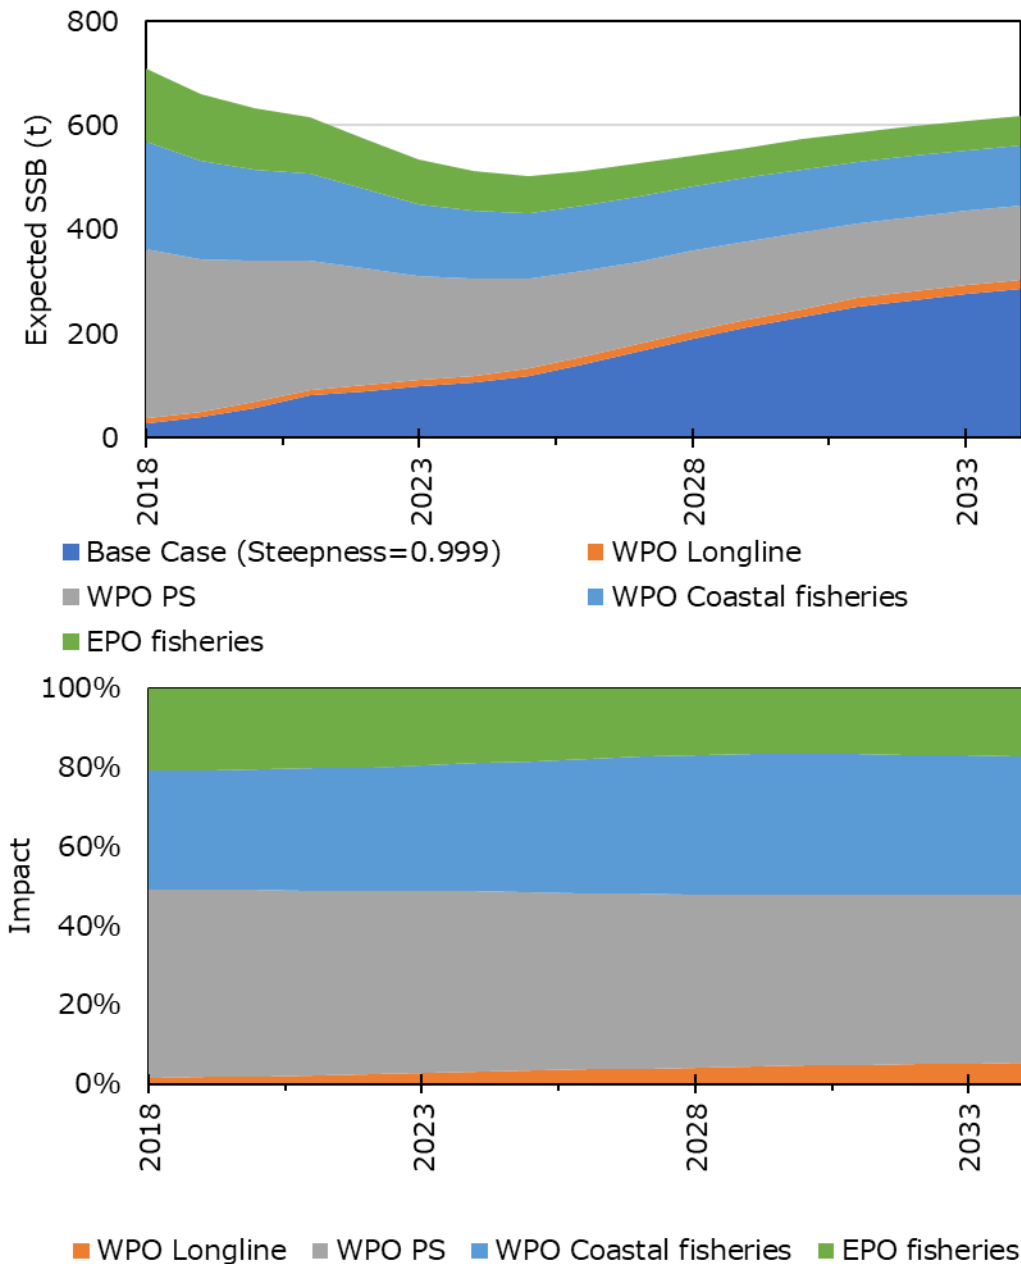 800
600
400
200
0
Expected SSB (t)
2018
2023
2028
2033
Base Case (Steepness=0.999)
WPO Longline
WPO PS
WPO Coastal fisheries
EPO fisheries
100%
80%
60%
40%
20%
0%
Impact
2018
2023
2028
2033
WPO Longline
WPO PS
WPO Coastal fisheries
EPO fisheries